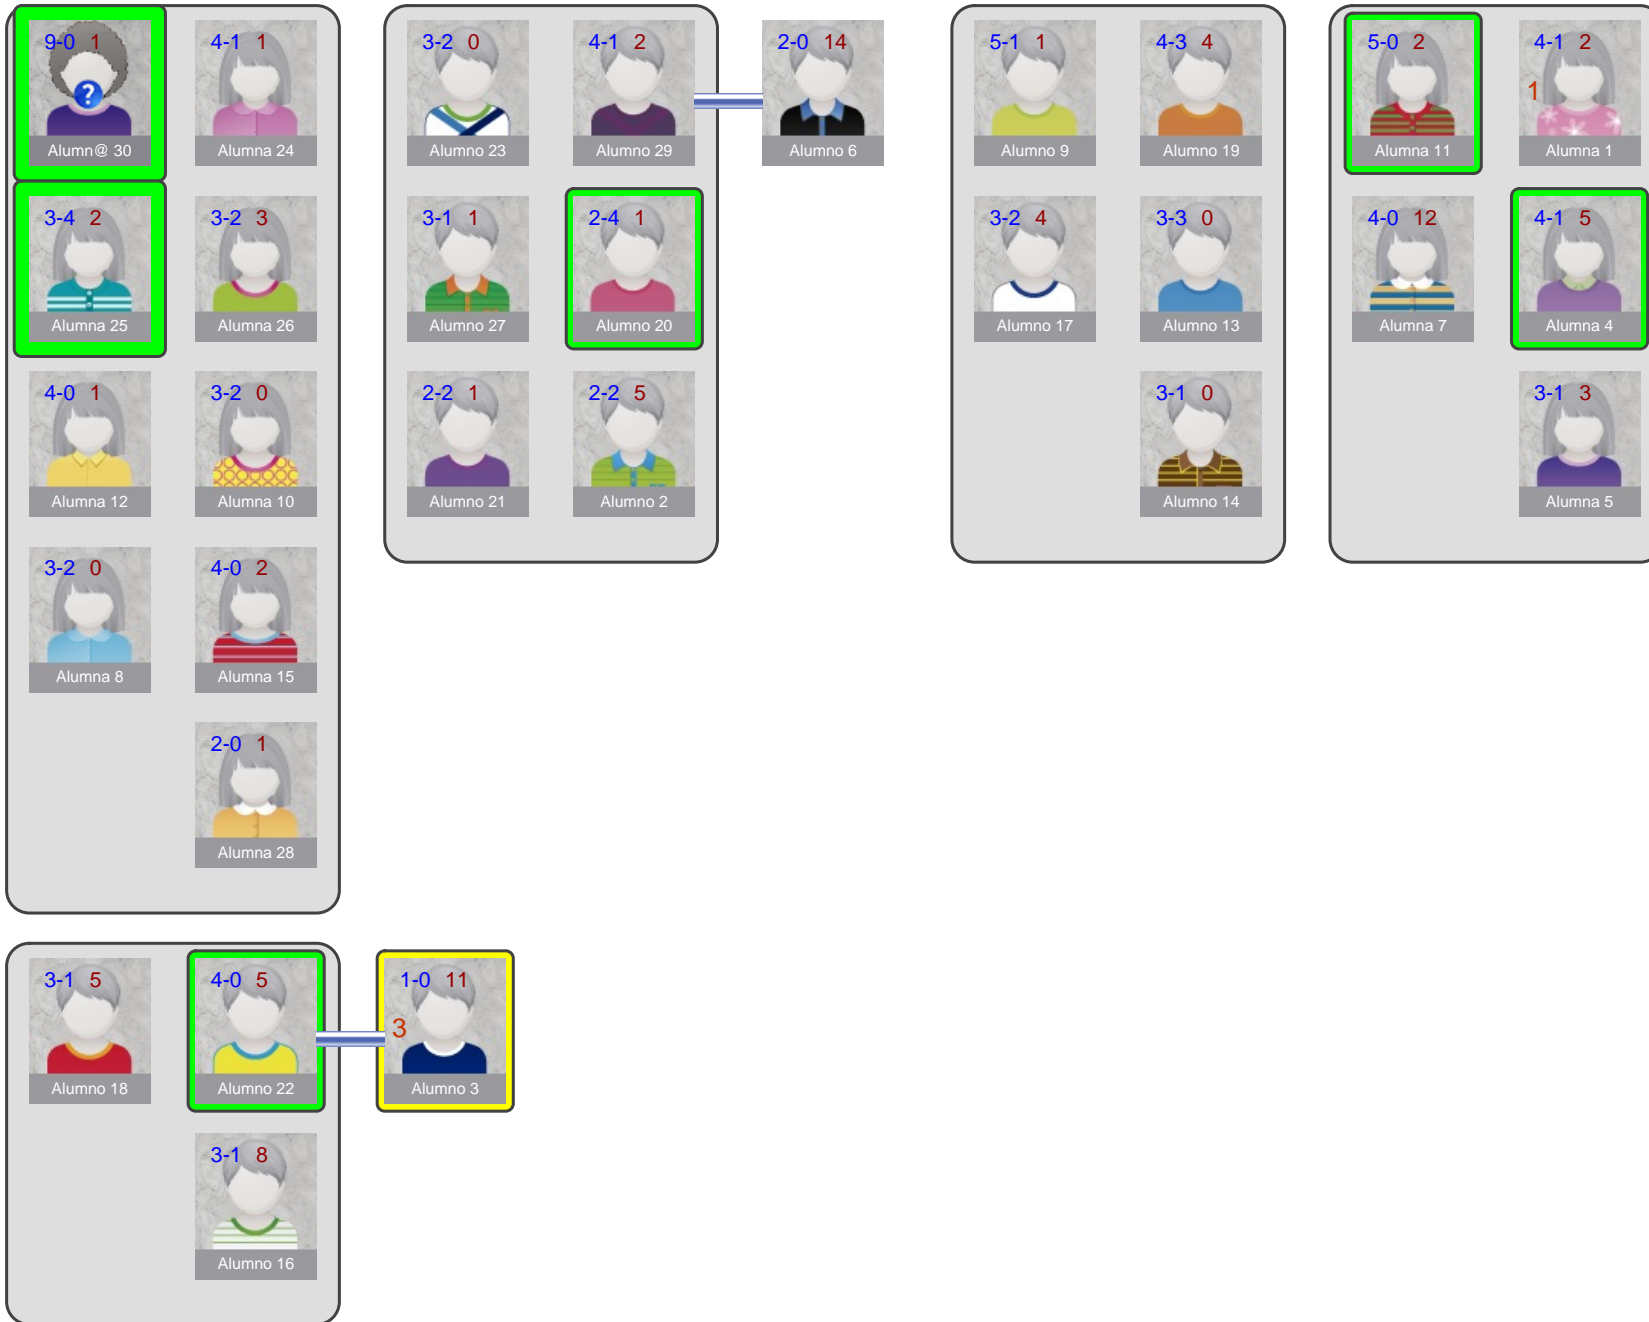 9-0 1
4-1 1
3-2 0
4-1 2
2-0 14
5-1 1
4-3 4
5-0 2
4-1 2
?
1
Alumn@ 30
Alumna 24
Alumno 23
Alumno 29
Alumno 6
Alumno 9
Alumno 19
Alumna 11
Alumna 1
3-4 2
3-2 3
3-1 1
2-4 1
3-2 4
3-3 0
4-0 12
4-1 5
Alumna 25
Alumna 26
Alumno 27
Alumno 20
Alumno 17
Alumno 13
Alumna 7
Alumna 4
4-0 1
3-2 0
2-2 1
2-2 5
3-1 0
3-1 3
Alumna 12
Alumna 10
Alumno 21
Alumno 2
Alumno 14
Alumna 5
3-2 0
4-0 2
Alumna 8
Alumna 15
2-0 1
Alumna 28
3-1 5
4-0 5
1-0 11
3
Alumno 18
Alumno 22
Alumno 3
3-1 8
Alumno 16